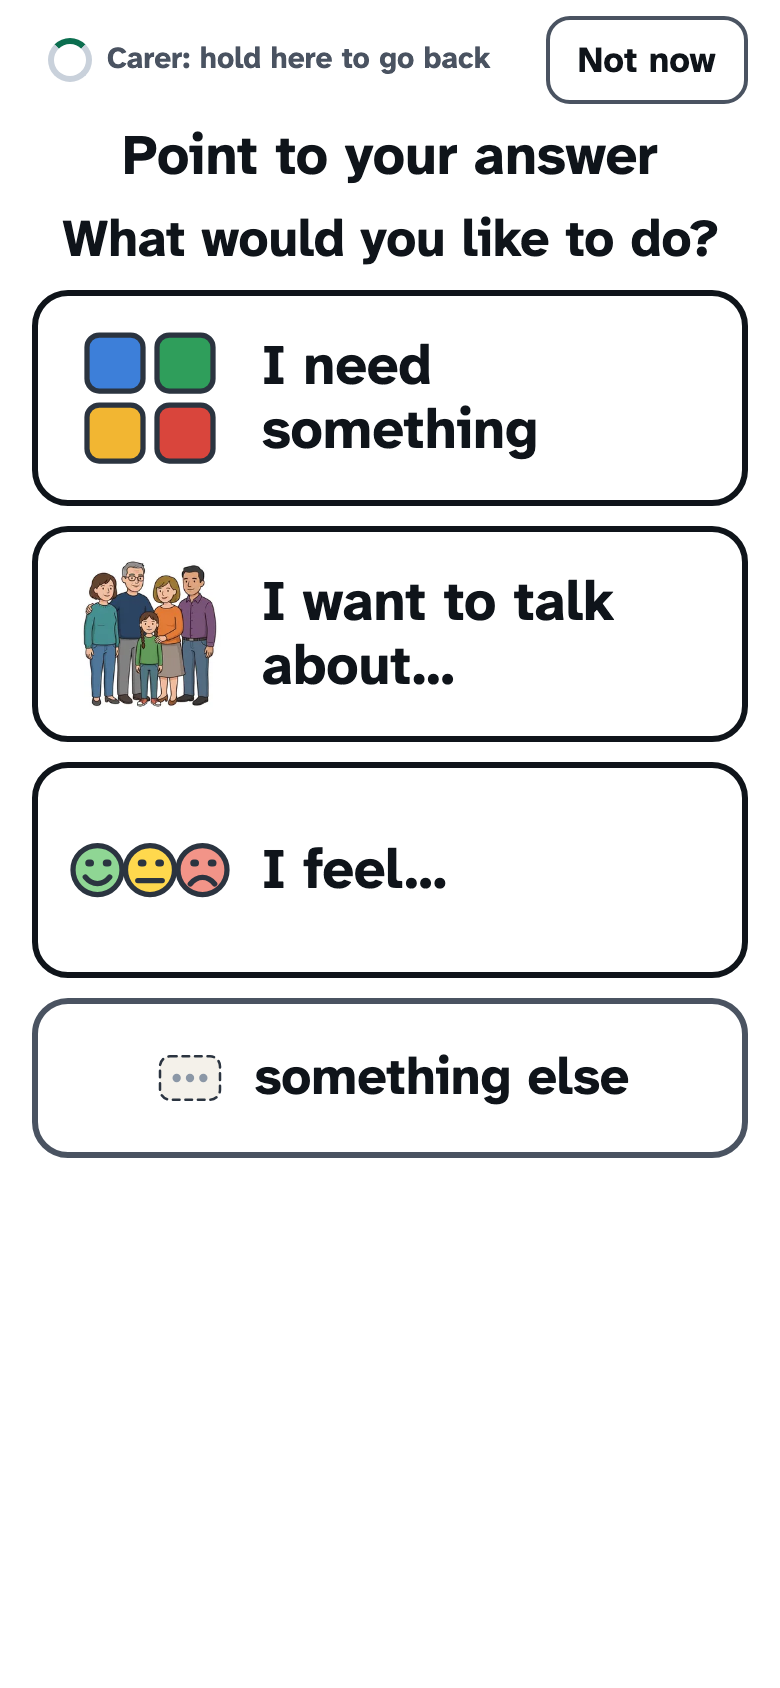 Carer: hold here to go back
Not now
Point to your answer
What would you like to do?
I need
something
I want to talk
about...
I feel...
something else